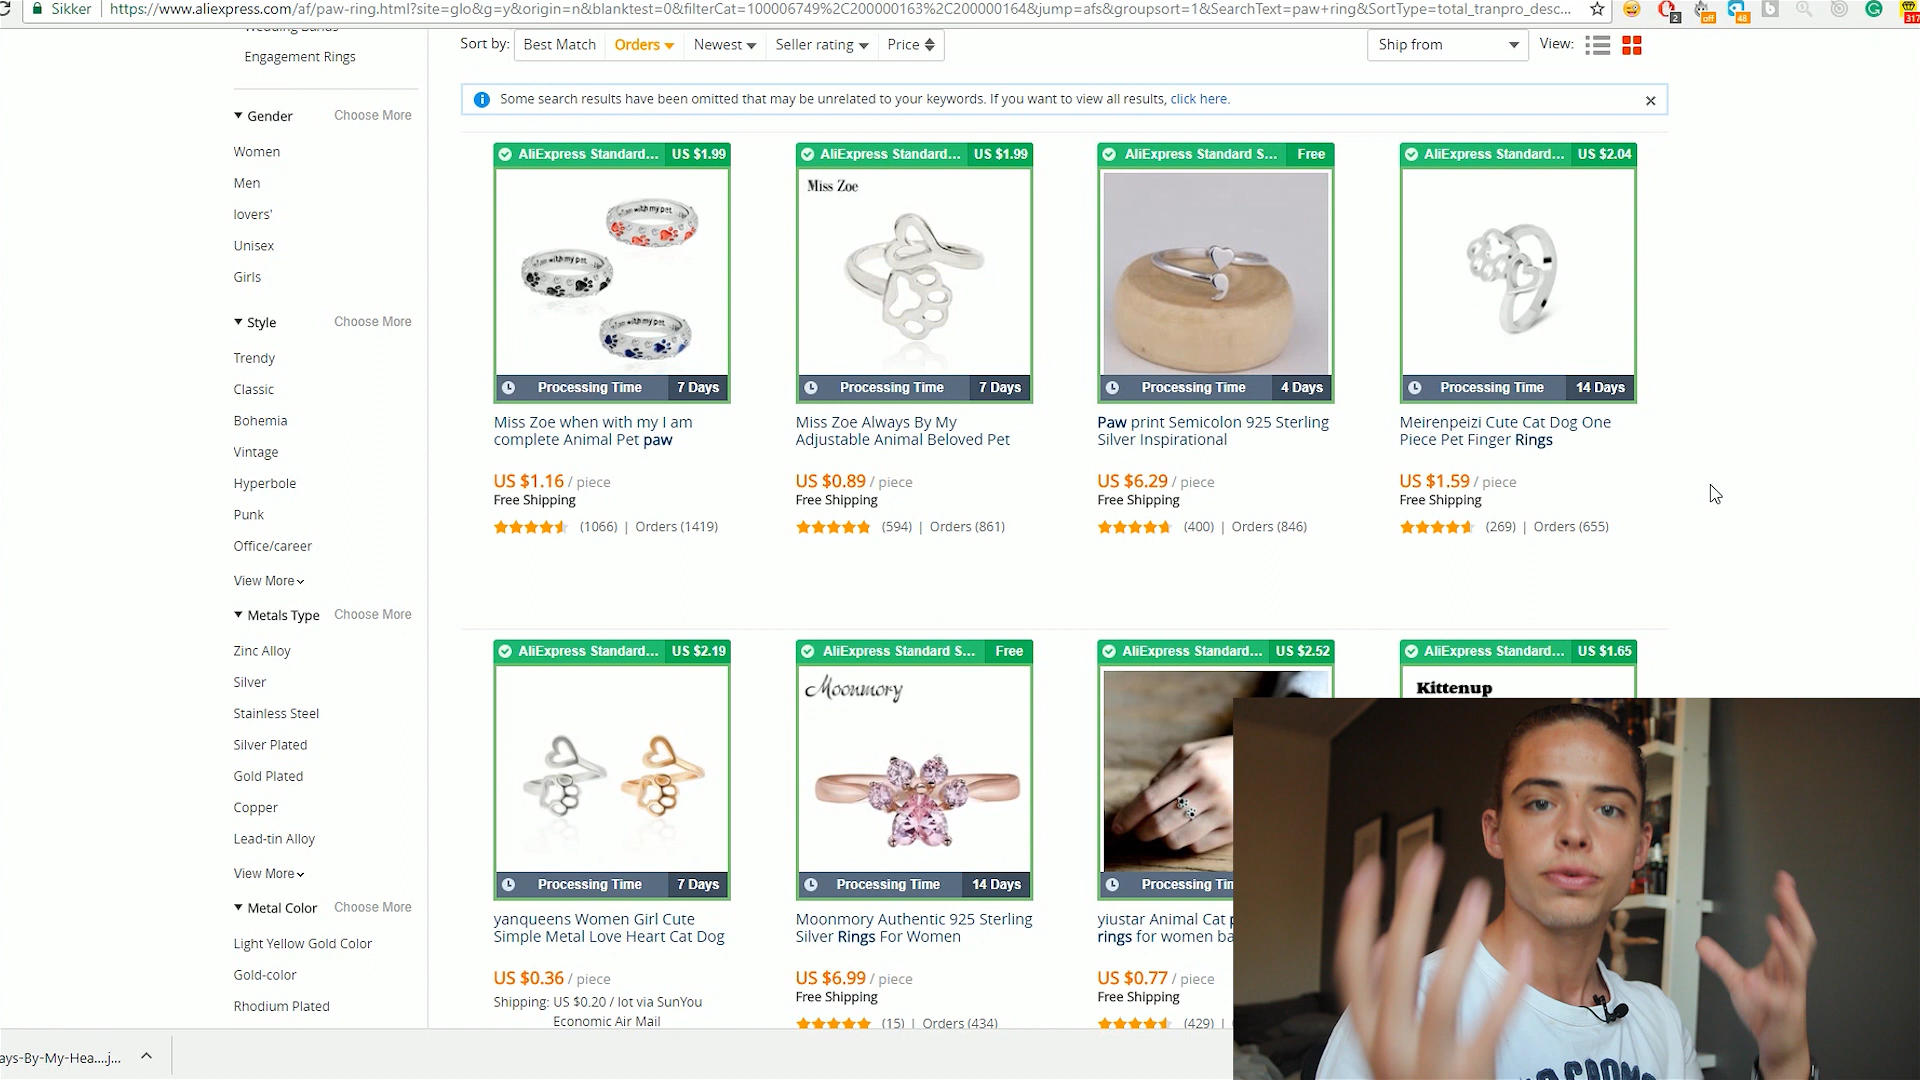 Sikker
https://www.aliexpress.com/af/paw-ring.html?site=glo&g=y&origin=n&blanktest=0&filterCat=100006749%2C200000163%2C200000164&jump=afs&groupsort=1&SearchText=paw+ring&SortType=total_tranpro_desc...
2 off 48 317
Wedding Bands
Engagement Rings
Gender Choose More
Women
Men
lovers'
Unisex
Girls
Style Choose More
Trendy
Classic
Bohemia
Vintage
Hyperbole
Punk
Office/career
View More
Metals Type Choose More
Zinc Alloy
Silver
Stainless Steel
Silver Plated
Gold Plated
Copper
Lead-tin Alloy
View More
Metal Color Choose More
Light Yellow Gold Color
Gold-color
Rhodium Plated
Sort by: Best Match Orders Newest Seller rating Price Ship from View:
Some search results have been omitted that may be unrelated to your keywords. If you want to view all results, click here.
AliExpress Standard... US $1.99
I am with my pet
I am with my pet
I am with my pet
Processing Time 7 Days
Miss Zoe when with my I am
complete Animal Pet paw
US $1.16 / piece
Free Shipping
(1066) | Orders (1419)
AliExpress Standard... US $1.99
Miss Zoe
Processing Time 7 Days
Miss Zoe Always By My
Adjustable Animal Beloved Pet
US $0.89 / piece
Free Shipping
(594) | Orders (861)
AliExpress Standard S... Free
Processing Time 4 Days
Paw print Semicolon 925 Sterling
Silver Inspirational
US $6.29 / piece
Free Shipping
(400) | Orders (846)
AliExpress Standard... US $2.04
Processing Time 14 Days
Meirenpeizi Cute Cat Dog One
Piece Pet Finger Rings
US $1.59 / piece
Free Shipping
(269) | Orders (655)
AliExpress Standard... US $2.19
Processing Time 7 Days
yanqueens Women Girl Cute
Simple Metal Love Heart Cat Dog
US $0.36 / piece
Shipping: US $0.20 / lot via SunYou
Economic Air Mail
AliExpress Standard S... Free
Moonmory
Processing Time 14 Days
Moonmory Authentic 925 Sterling
Silver Rings For Women
US $6.99 / piece
Free Shipping
(15) | Orders (434)
AliExpress Standard... US $2.52
Processing Tim
yiustar Animal Cat p
rings for women ba
US $0.77 / piece
Free Shipping
(429) |
AliExpress Standard... US $1.65
Kittenup
ays-By-My-Hea....j...